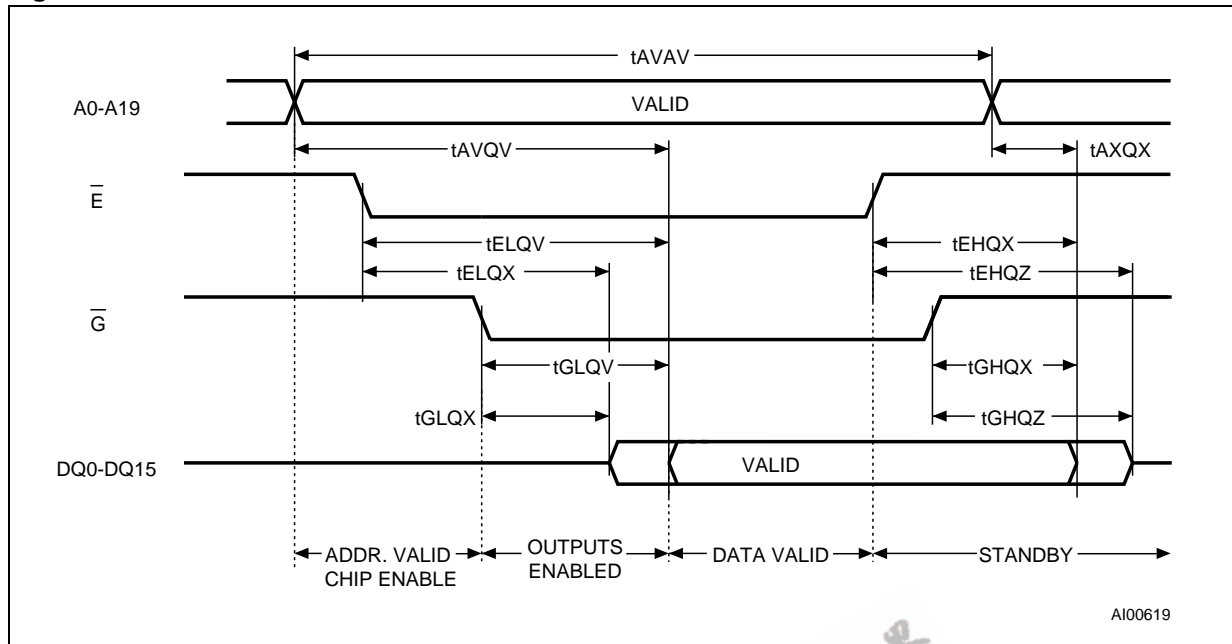 tAVAV
A0-A19
VALID
tAVQV
tAXQX
E
tELQV
tEHQX
tELQX
tEHQZ
G
tGLQV
tGHQX
tGLQX
tGHQZ
DQ0-DQ15
VALID
ADDR. VALID
CHIP ENABLE
OUTPUTS
ENABLED
DATA VALID
STANDBY
AI00619